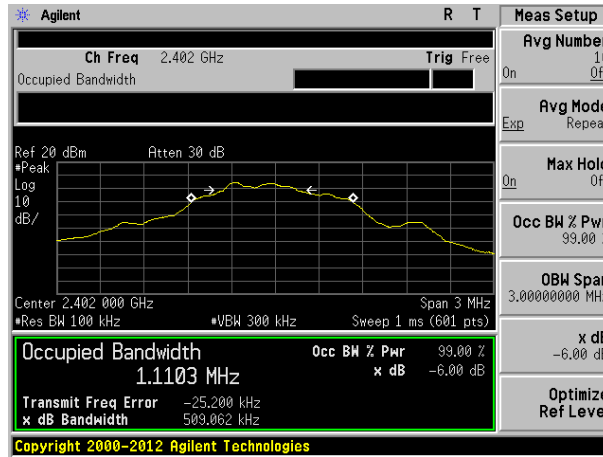 Agilent R T
Meas Setup
Ch Freq 2.402 GHz Trig Free
Occupied Bandwidth
Ref 20 dBm Atten 30 dB
#Peak
Log
10
dB/
Center 2.402 000 GHz Span 3 MHz
#Res BW 100 kHz #VBW 300 kHz Sweep 1 ms (601 pts)
Occupied Bandwidth Occ BW % Pwr 99.00 %
1.1103 MHz x dB -6.00 dB
Transmit Freq Error -25.200 kHz
x dB Bandwidth 509.062 kHz
Copyright 2000-2012 Agilent Technologies
Avg Number
On
Avg Mode
Exp Repea
Max Hold
On Of
Occ BW % Pwr
99.00
OBW Span
3.00000000 MH
x dB
-6.00 dB
Optimize
Ref Level